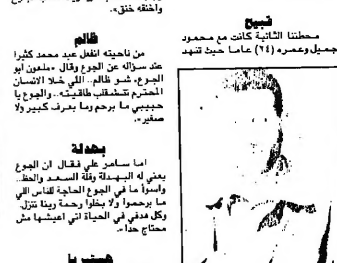 قبيح
محطتنا الثانية كانت مع محمود
جميل وعمره (٢٤) عاما حيث تنهد
واخنقه خنق».
ظالم
من ناحيته انفعل عبد محمد كثيرا
عند سؤاله عن الجوع وقال «ملعون ابو
الجوع، شو ظالم.. اللي خلا الانسان
المحترم تتشقلب طاقيته.. والجوع يا
حبيبي ما برحم وما بعرف كبير ولا
صغير».
بهدلة
اما سامر علي فقال ان الجوع
يعني له البهدلة وقلة السعد والحظ..
واسوأ ما في الجوع الحاجة للناس اللي
ما برحموا ولا بخلوا رحمة ربنا تنزل.
وكل هدفي في الحياة اني اعيشها مش
محتاج حدا».